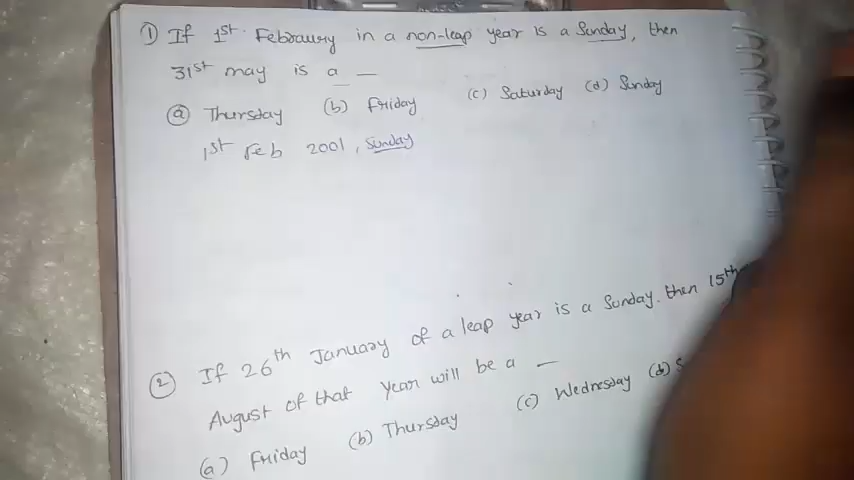 ① If 1st Febraury in a non-leap year is a Sunday, then
31st may is a —
ⓐ Thursday (b) Friday (c) Saturday (d) Sunday
1st Feb 2001, Sunday
② If 26th January of a leap year is a Sunday. then 15th
August of that year will be a —
(a) Friday (b) Thursday (c) Wednesday (d)